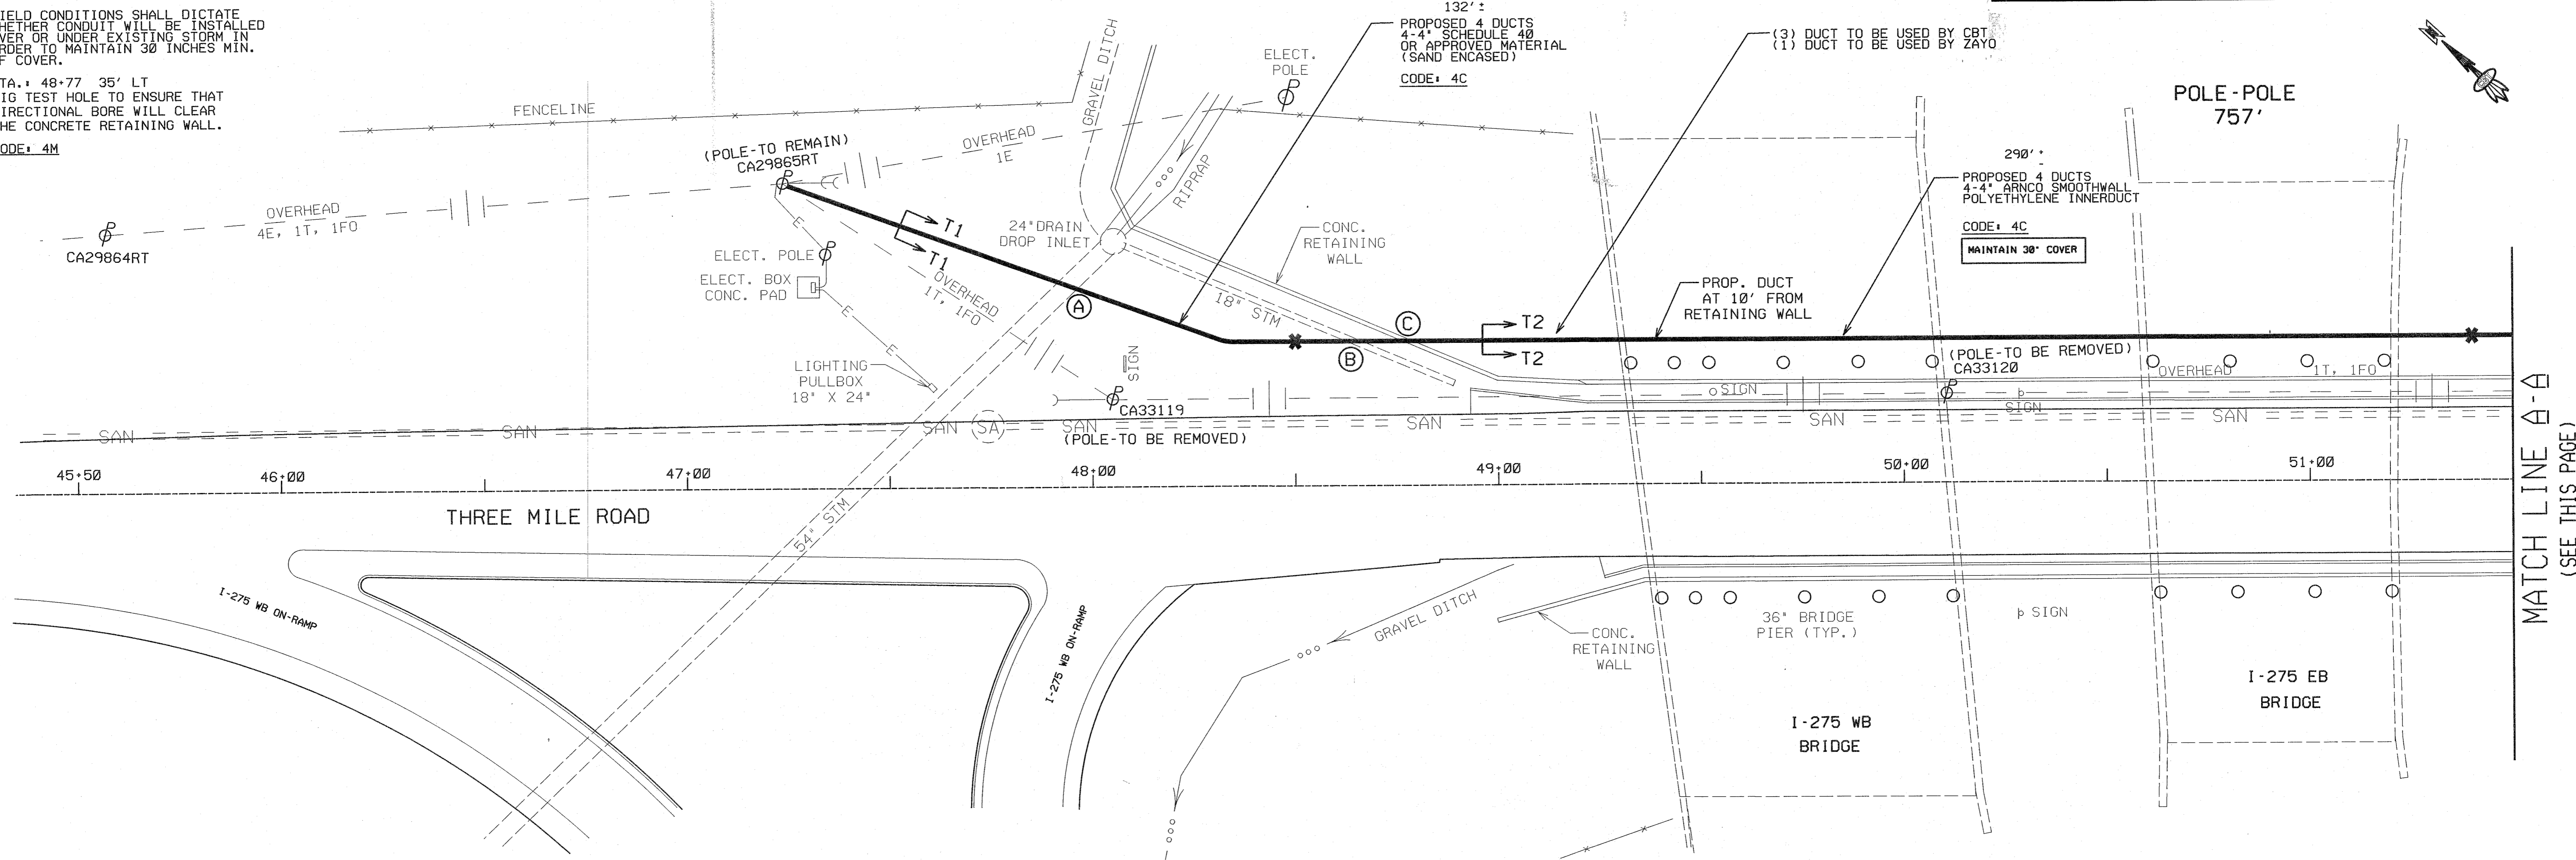 IELD CONDITIONS SHALL DICTATE
HETHER CONDUIT WILL BE INSTALLED
VER OR UNDER EXISTING STORM IN
RDER TO MAINTAIN 30 INCHES MIN.
F COVER.
TA.: 48+77 35' LT
IG TEST HOLE TO ENSURE THAT
IRECTIONAL BORE WILL CLEAR
HE CONCRETE RETAINING WALL.
ODE: 4M
FENCELINE
GRAVEL DITCH
ELECT.
POLE
132' ±
PROPOSED 4 DUCTS
4-4" SCHEDULE 40
OR APPROVED MATERIAL
(SAND ENCASED)
CODE: 4C
(3) DUCT TO BE USED BY CBT
(1) DUCT TO BE USED BY ZAYO
POLE-POLE
757'
(POLE-TO REMAIN)
CA29865RT
OVERHEAD
1E
RIPRAP
290' ±
PROPOSED 4 DUCTS
4-4" ARNCO SMOOTHWALL
POLYETHYLENE INNERDUCT
CODE: 4C
MAINTAIN 30" COVER
OVERHEAD
4E, 1T, 1FO
CA29864RT
T1
T1
24" DRAIN
DROP INLET
CONC.
RETAINING
WALL
ELECT. POLE
ELECT. BOX
CONC. PAD
E
E
E
OVERHEAD
1T, 1FO
A
18" STM
B
C
T2
T2
PROP. DUCT
AT 10' FROM
RETAINING WALL
LIGHTING
PULLBOX
18" X 24"
SIGN
CA33119
(POLE-TO BE REMOVED)
(POLE-TO BE REMOVED)
CA33120
OVERHEAD
1T, 1FO
SIGN
SIGN
SAN
SAN
SAN
SA
SAN
SAN
SAN
SAN
45+50
46+00
47+00
48+00
49+00
50+00
51+00
THREE MILE ROAD
54" STM
MATCH LINE A-A
(SEE THIS PAGE)
I-275 WB ON-RAMP
I-275 WB ON-RAMP
GRAVEL DITCH
CONC.
RETAINING
WALL
36" BRIDGE
PIER (TYP.)
SIGN
I-275 WB
BRIDGE
I-275 EB
BRIDGE